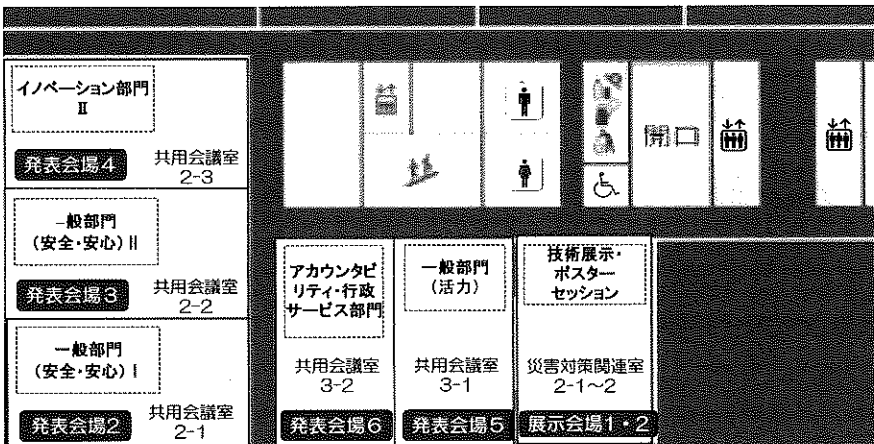 イノベーション部門
II
発表会場4
共用会議室
2-3
一般部門
(安全・安心)II
発表会場3
共用会議室
2-2
一般部門
(安全・安心)I
発表会場2
共用会議室
2-1
アカウンタビ
リティ・行政
サービス部門
共用会議室
3-2
発表会場6
一般部門
(活力)
共用会議室
3-1
発表会場5
技術展示・
ポスター
セッション
災害対策関連室
2-1～2
展示会場1・2
開口